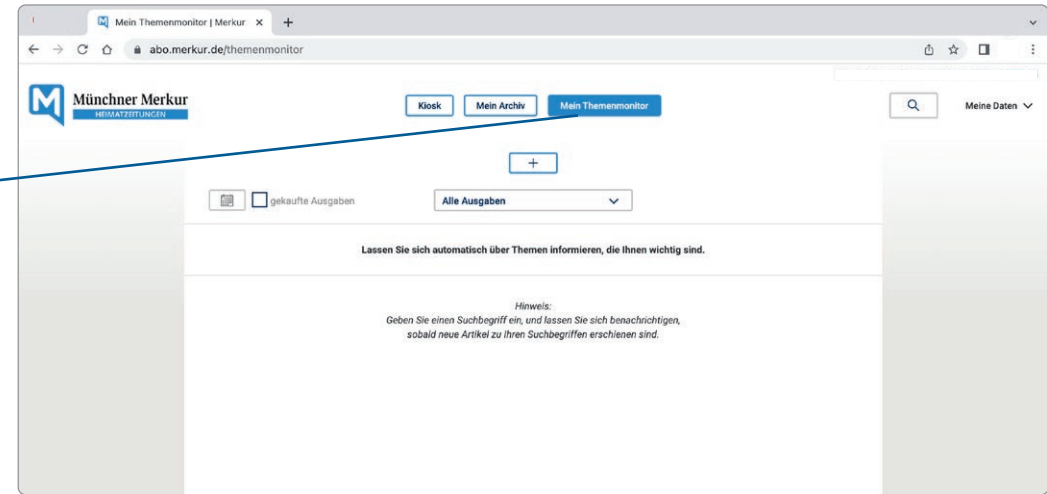 Mein Themenmonitor | Merkur
abo.merkur.de/themenmonitor
Münchner Merkur
HEIMATZEITUNGEN
Kiosk
Mein Archiv
Mein Themenmonitor
Meine Daten
gekaufte Ausgaben
Alle Ausgaben
Lassen Sie sich automatisch über Themen informieren, die Ihnen wichtig sind.
Hinweis:
Geben Sie einen Suchbegriff ein, und lassen Sie sich benachrichtigen,
sobald neue Artikel zu Ihren Suchbegriffen erschienen sind.